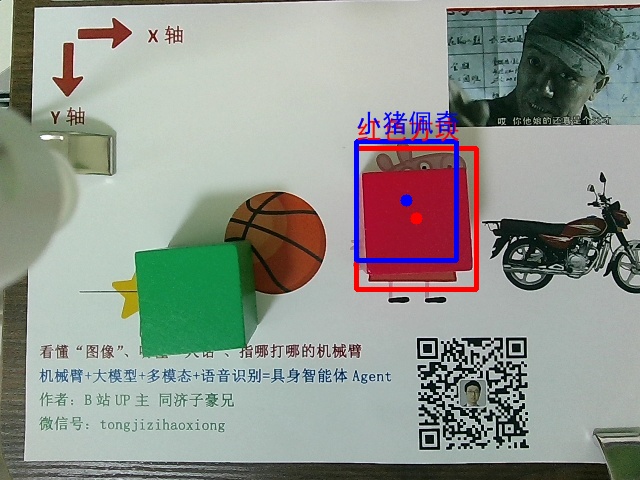 X 轴
Y 轴
小猪佩奇
哎 你他娘的还真是个天才
看懂“图像”、
、指哪打哪的机械臂
机械臂+大模型+多模态+语音识别=具身智能体 Agent
作者: B 站 UP 主 同济子豪兄
微信号: tongjizihaoxiong